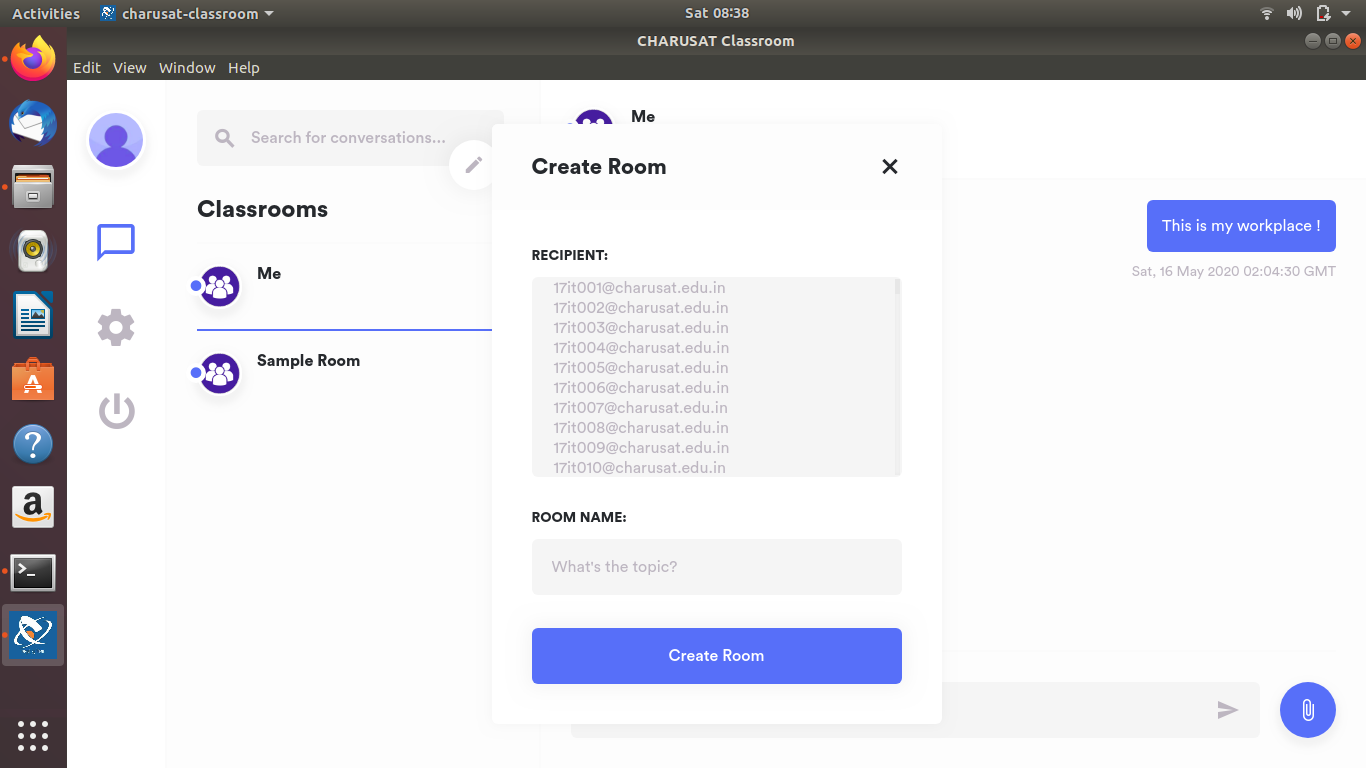 Activities
charusat-classroom
Sat 08:38
CHARUSAT Classroom
Edit View Window Help
Search for conversations...
Classrooms
Me
Sample Room
Me
This is my workplace !
Sat, 16 May 2020 02:04:30 GMT
Create Room
RECIPIENT:
17it001@charusat.edu.in
17it002@charusat.edu.in
17it003@charusat.edu.in
17it004@charusat.edu.in
17it005@charusat.edu.in
17it006@charusat.edu.in
17it007@charusat.edu.in
17it008@charusat.edu.in
17it009@charusat.edu.in
17it010@charusat.edu.in
ROOM NAME:
What's the topic?
Create Room